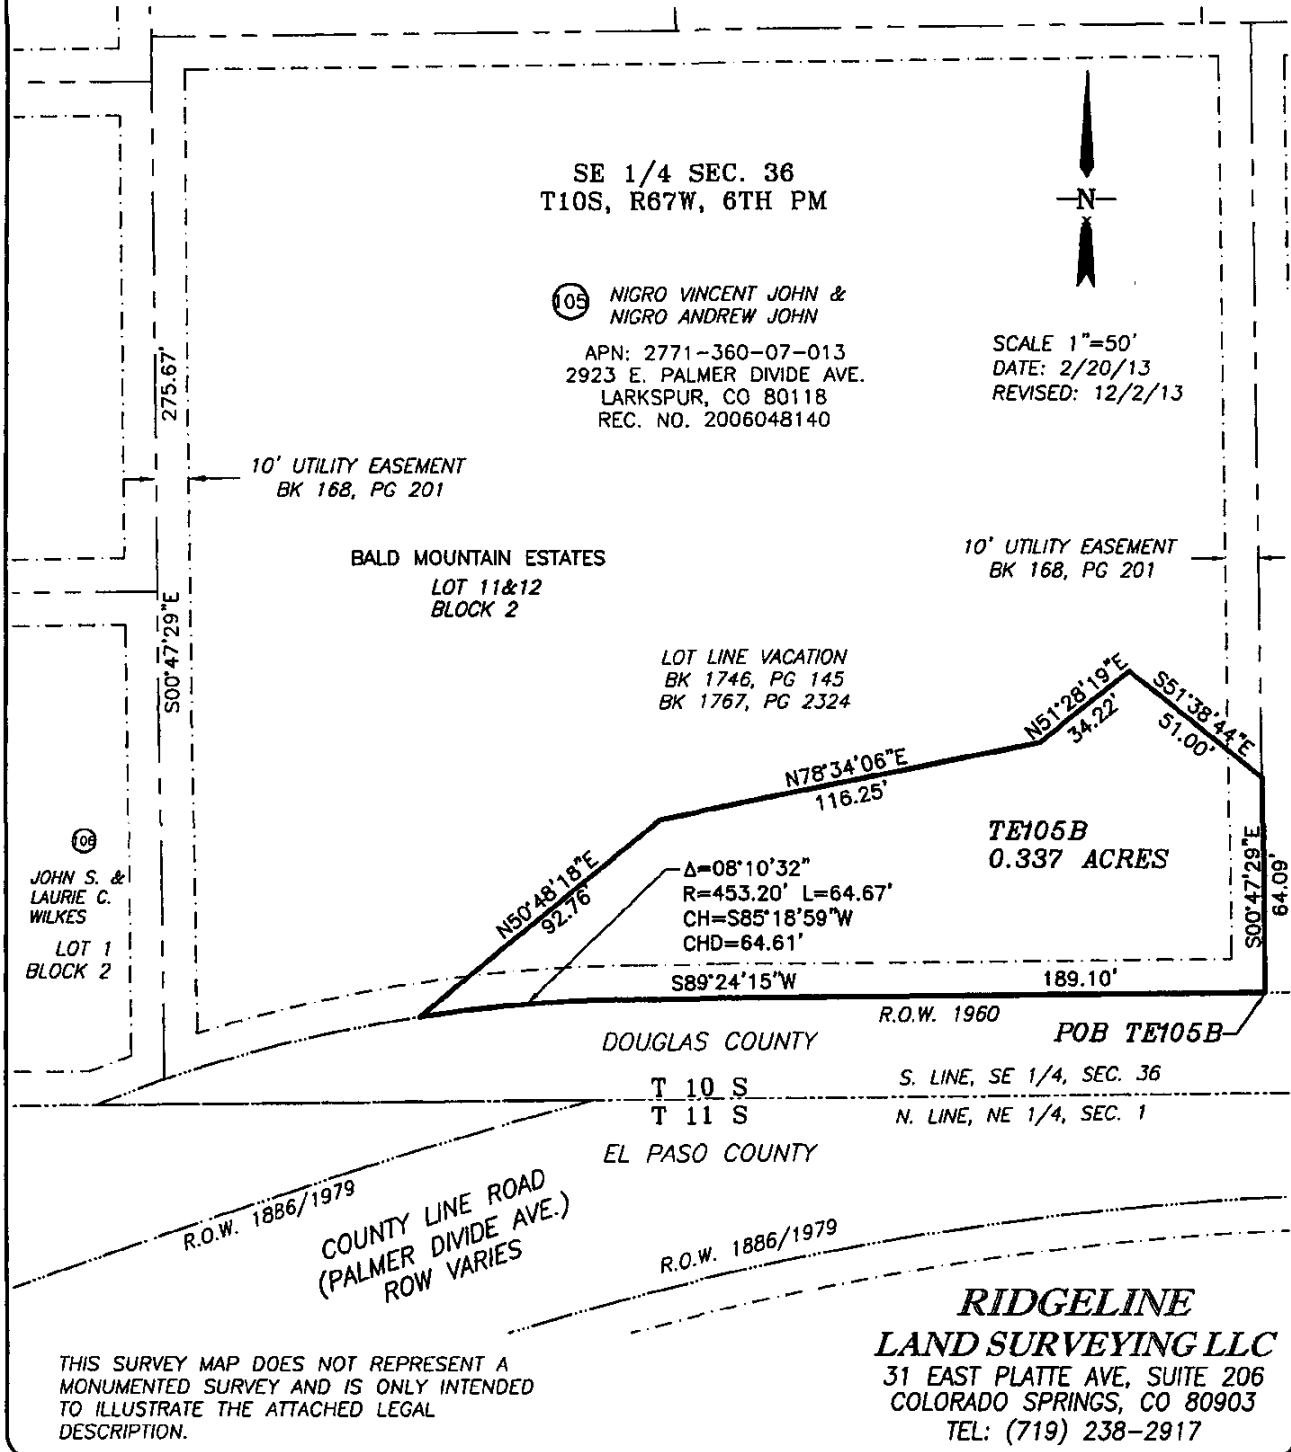 SE 1/4 SEC. 36
T10S, R67W, 6TH PM
N
105
NIGRO VINCENT JOHN &
NIGRO ANDREW JOHN
APN: 2771-360-07-013
2923 E. PALMER DIVIDE AVE.
LARKSPUR, CO 80118
REC. NO. 2006048140
SCALE 1"=50'
DATE: 2/20/13
REVISED: 12/2/13
275.67'
S00°47'29"E
10' UTILITY EASEMENT
BK 168, PG 201
10' UTILITY EASEMENT
BK 168, PG 201
BALD MOUNTAIN ESTATES
LOT 11&12
BLOCK 2
LOT LINE VACATION
BK 1746, PG 145
BK 1767, PG 2324
N51°28'19"E
34.22'
S51°38'44"E
51.00'
N78°34'06"E
116.25'
TE105B
0.337 ACRES
S00°47'29"E
64.09'
N50°48'18"E
92.76'
Δ=08°10'32"
R=453.20' L=64.67'
CH=S85°18'59"W
CHD=64.61'
106
JOHN S. &
LAURIE C.
WILKES
LOT 1
BLOCK 2
S89°24'15"W 189.10'
R.O.W. 1960
POB TE105B
DOUGLAS COUNTY
T 10 S
T 11 S
S. LINE, SE 1/4, SEC. 36
N. LINE, NE 1/4, SEC. 1
EL PASO COUNTY
R.O.W. 1886/1979
COUNTY LINE ROAD
(PALMER DIVIDE AVE.)
ROW VARIES
R.O.W. 1886/1979
RIDGELINE
LAND SURVEYING LLC
31 EAST PLATTE AVE, SUITE 206
COLORADO SPRINGS, CO 80903
TEL: (719) 238-2917
THIS SURVEY MAP DOES NOT REPRESENT A
MONUMENTED SURVEY AND IS ONLY INTENDED
TO ILLUSTRATE THE ATTACHED LEGAL
DESCRIPTION.